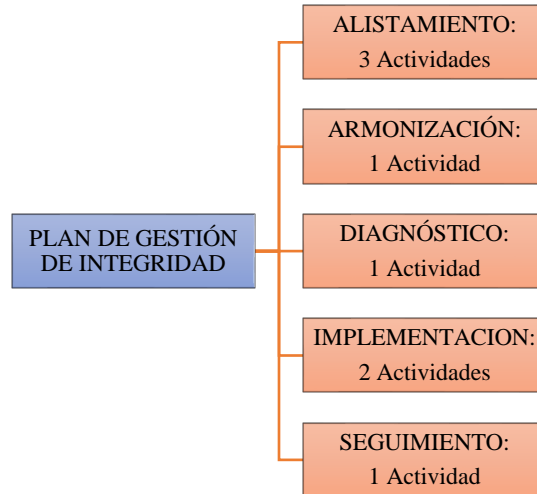 PLAN DE GESTIÓN
DE INTEGRIDAD
ALISTAMIENTO:
3 Actividades
ARMONIZACIÓN:
1 Actividad
DIAGNÓSTICO:
1 Actividad
IMPLEMENTACION:
2 Actividades
SEGUIMIENTO:
1 Actividad